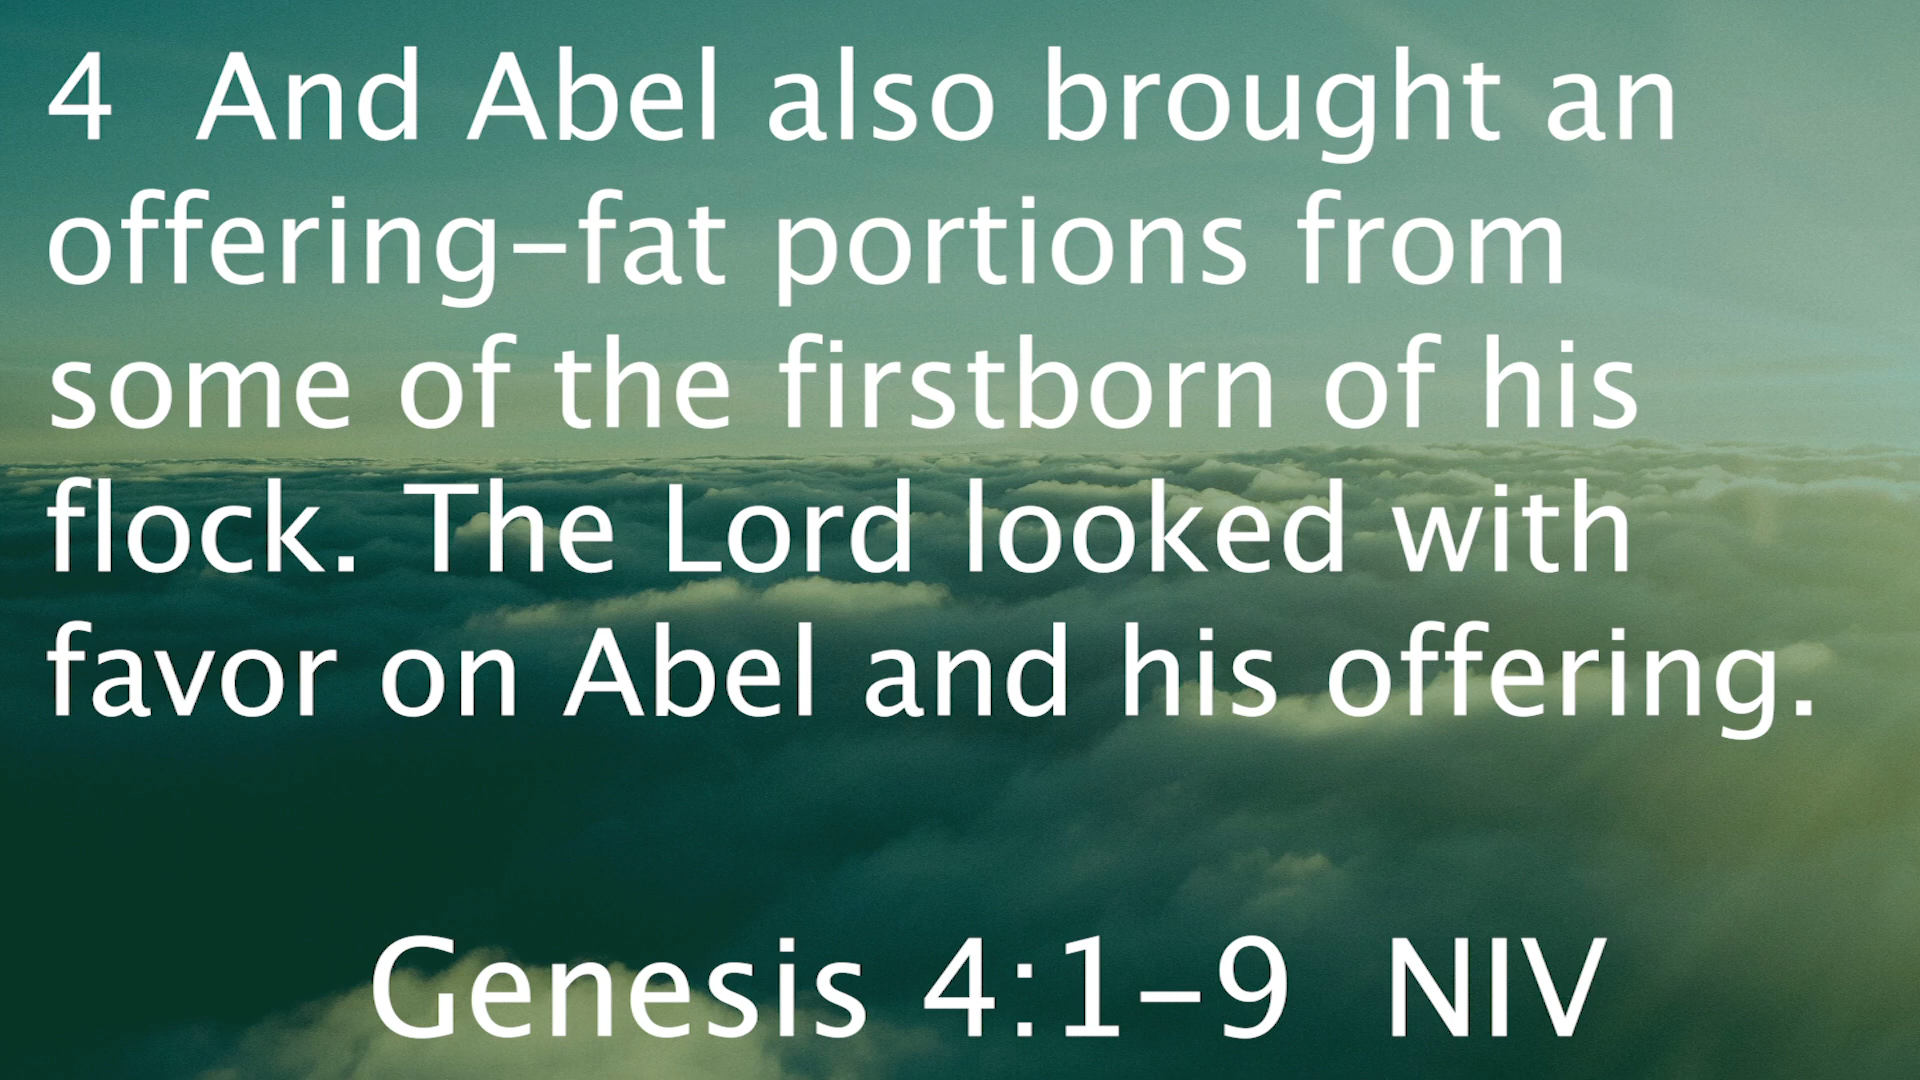 4  And Abel also brought an
offering–fat portions from
some of the firstborn of his
flock. The Lord looked with
favor on Abel and his offering.
Genesis 4:1–9  NIV